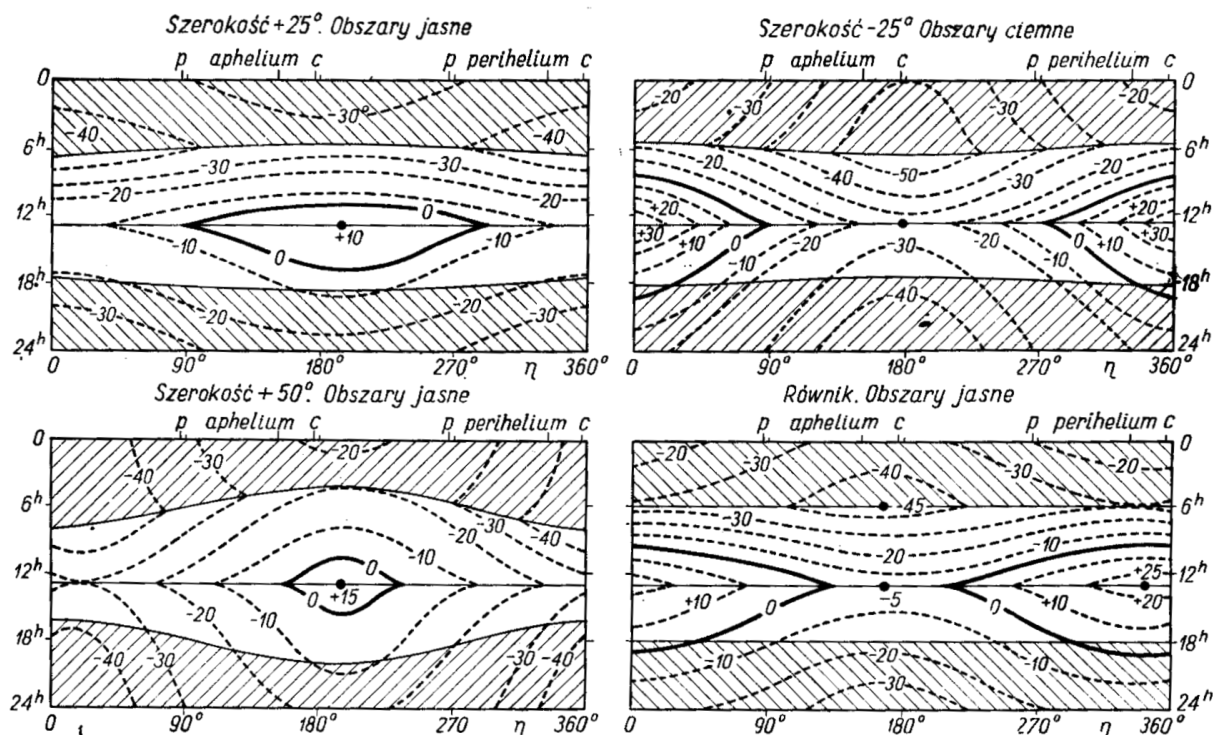 Szerokość +25°. Obszary jasne
p aphelium c p perihelium c
0
-30°
-40 -40
6h
-30
-20
12h
0
+10
-10 -10
0
18h
-20 -20
-30 -30
24h
0 90° 180° 270° η 360°
Szerokość -25° Obszary ciemne
p aphelium c p perihelium c
0
-20 -30 -30 -20
6h
-20 -40 -50 -30 -20
12h
+20 +20
+30 +10 0 -20 -20 0 +10 +30
-10 -30 -10
18h
-40
24h
0 90° 180° 270° η 360°
Szerokość +50°. Obszary jasne
p aphelium c p perihelium c
0
-20
-40 -30
6h
-30
-10 -40
0
12h
+15
-10 -20 0 0
18h
-40 -30 -30 -40
24h
0 90° 180° 270° η 360°
Równik. Obszary jasne
p aphelium c p perihelium c
0
-20 -40 -30 -20
6h
-45
-30
-20 -10
0
12h
+25
+10 0 -5 0 +10 +20
18h
-10 -20 -10
-30
24h
0 90° 180° 270° η 360°